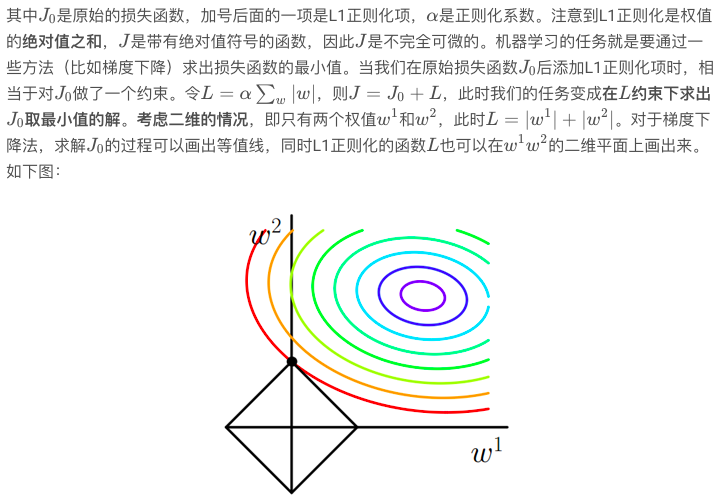 其中J₀是原始的损失函数，加号后面的一项是L1正则化项，α是正则化系数。注意到L1正则化是权值
的绝对值之和，J是带有绝对值符号的函数，因此J是不完全可微的。机器学习的任务就是要通过一
些方法（比如梯度下降）求出损失函数的最小值。当我们在原始损失函数J₀后添加L1正则化项时，相
当于对J₀做了一个约束。令L = α∑_w |w|，则J = J₀ + L，此时我们的任务变成在L约束下求出
J₀取最小值的解。考虑二维的情况，即只有两个权值w¹和w²，此时L = |w¹| + |w²|。对于梯度下
降法，求解J₀的过程可以画出等值线，同时L1正则化的函数L也可以在w¹w²的二维平面上画出来。
如下图：
w²
w¹